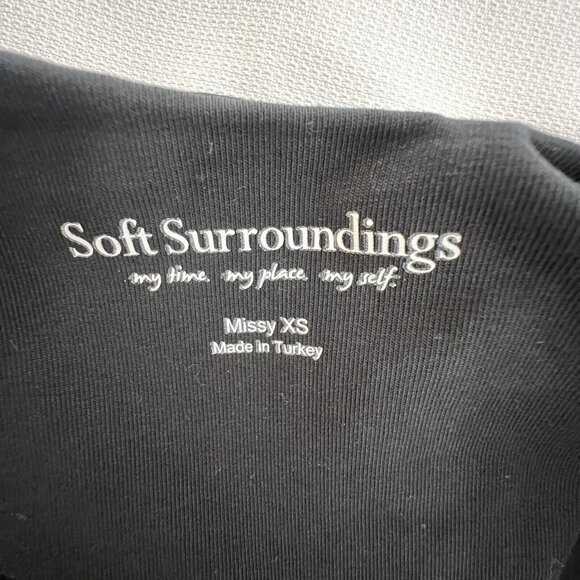 Soft Surroundings
my time. my place. my self.
Missy XS
Made in Turkey